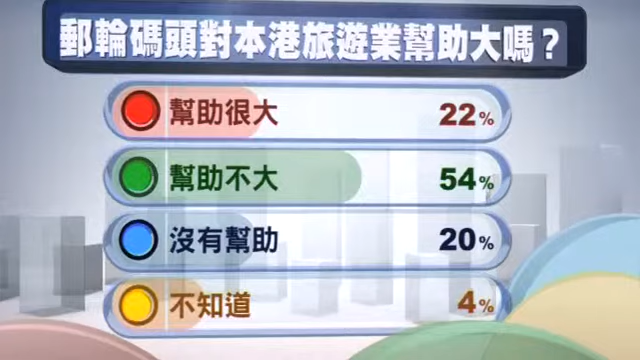 郵輪碼頭對本港旅遊業幫助大嗎？
幫助很大 22%
幫助不大 54%
沒有幫助 20%
不知道 4%